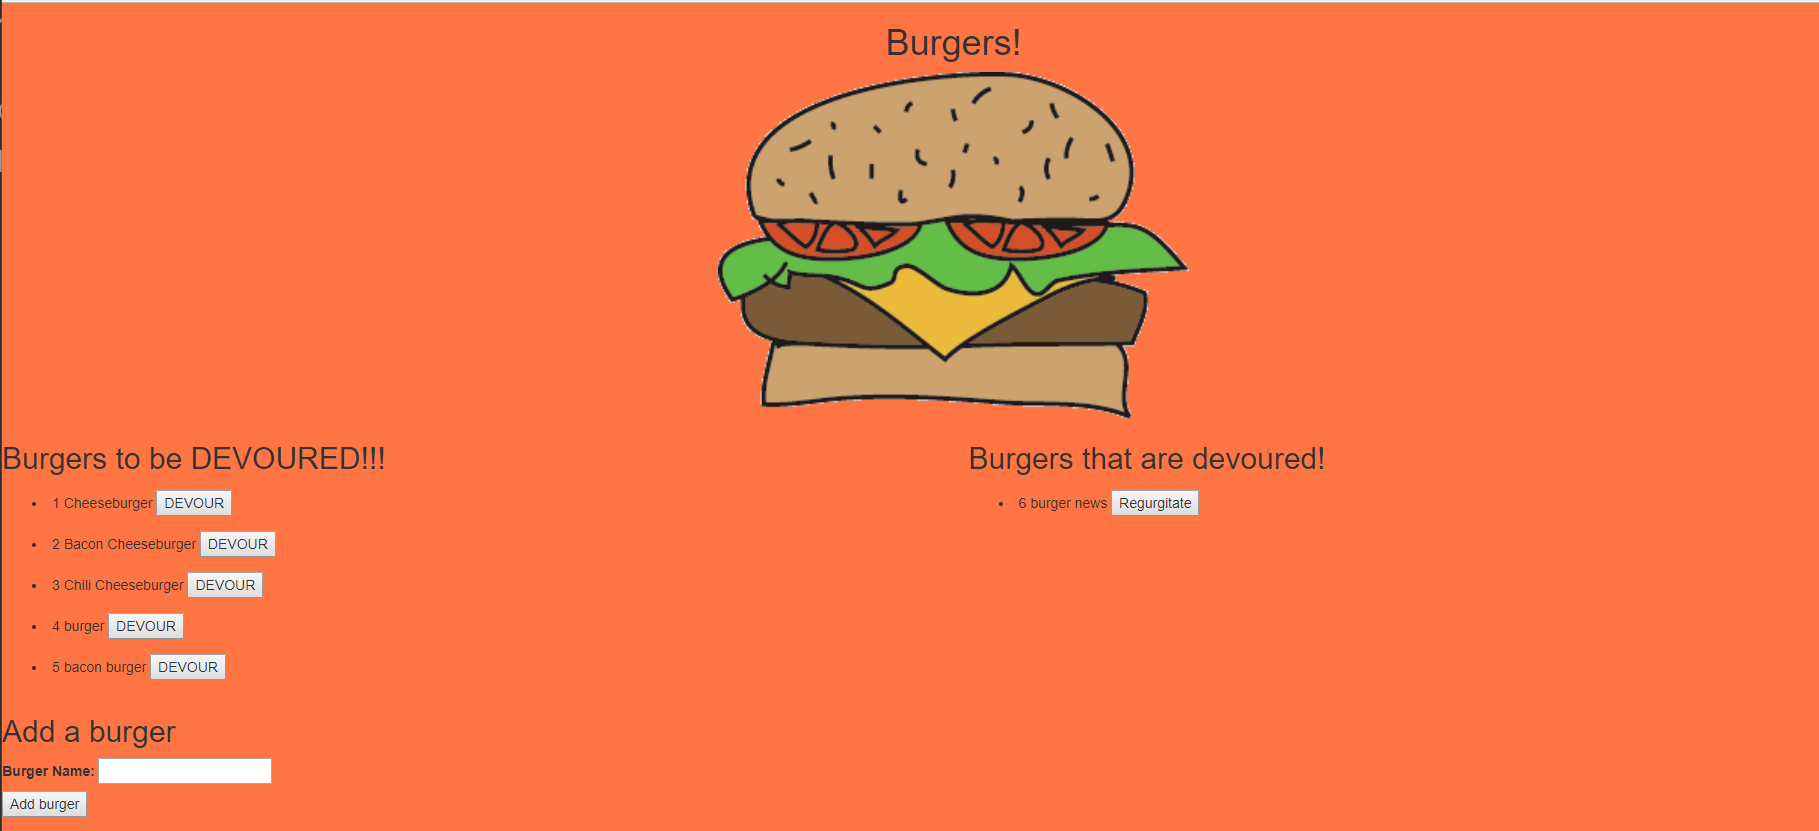 Burgers!
Burgers to be DEVOURED!!!
1 Cheeseburger DEVOUR
2 Bacon Cheeseburger DEVOUR
3 Chili Cheeseburger DEVOUR
4 burger DEVOUR
5 bacon burger DEVOUR
Burgers that are devoured!
6 burger news Regurgitate
Add a burger
Burger Name:
Add burger